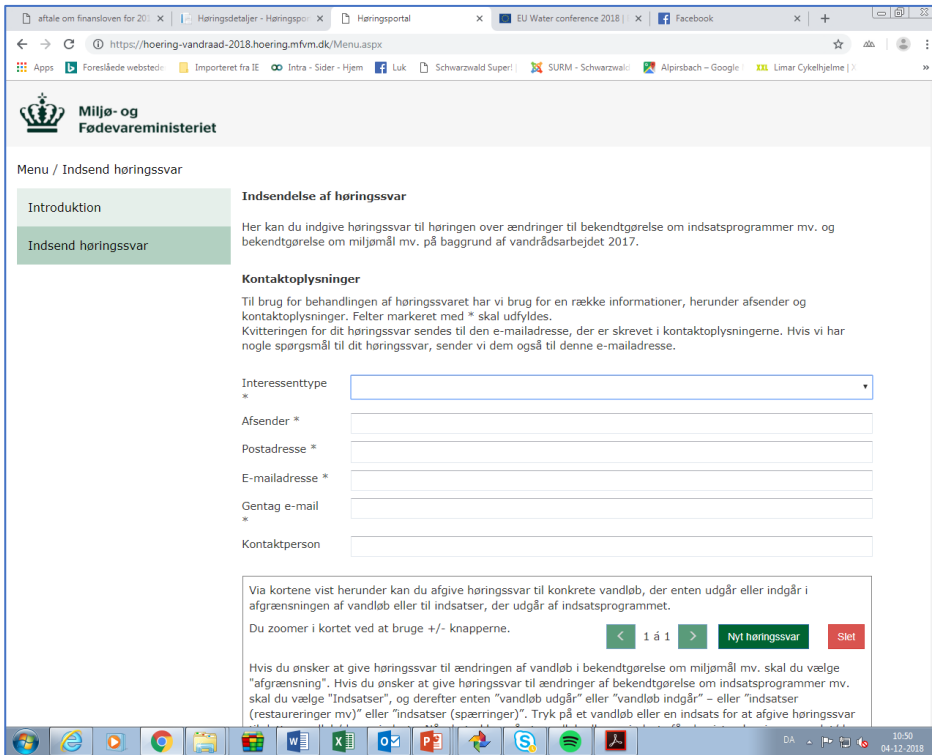 aftale om finansloven for 20
Høringsdetaljer - Høringspor
Høringsportal
EU Water conference 2018 |
Facebook
https://hoering-vandraad-2018.hoering.mfvm.dk/Menu.aspx
Apps
Foreslåede webstede
Importeret fra IE
Intra - Sider - Hjem
Luk
Schwarzwald Super! |
SURM - Schwarzwald
Alpirsbach – Google
Limar Cykelhjelme |
»
Miljø- og
Fødevareministeriet
Menu / Indsend høringssvar
Introduktion
Indsend høringssvar
Indsendelse af høringssvar
Her kan du indgive høringssvar til høringen over ændringer til bekendtgørelse om indsatsprogrammer mv. og
bekendtgørelse om miljømål mv. på baggrund af vandrådsarbejdet 2017.
Kontaktoplysninger
Til brug for behandlingen af høringssvaret har vi brug for en række informationer, herunder afsender og
kontaktoplysninger. Felter markeret med * skal udfyldes.
Kvitteringen for dit høringssvar sendes til den e-mailadresse, der er skrevet i kontaktoplysningerne. Hvis vi har
nogle spørgsmål til dit høringssvar, sender vi dem også til denne e-mailadresse.
Interessenttype
*
Afsender *
Postadresse *
E-mailadresse *
Gentag e-mail
*
Kontaktperson
Via kortene vist herunder kan du afgive høringssvar til konkrete vandløb, der enten udgår eller indgår i
afgrænsningen af vandløb eller til indsatser, der udgår af indsatsprogrammet.
Du zoomer i kortet ved at bruge +/- knapperne.
< 1 á 1 > Nyt høringssvar Slet
Hvis du ønsker at give høringssvar til ændringen af vandløb i bekendtgørelse om miljømål mv. skal du vælge
"afgrænsning". Hvis du ønsker at give høringssvar til ændringer af bekendtgørelse om indsatsprogrammer mv.
skal du vælge "Indsatser", og derefter enten ”vandløb udgår” eller ”vandløb indgår” – eller ”indsatser
(restaureringer mv)” eller ”indsatser (spærringer)”. Tryk på et vandløb eller en indsats for at afgive høringssvar
DA
10:50
04-12-2018